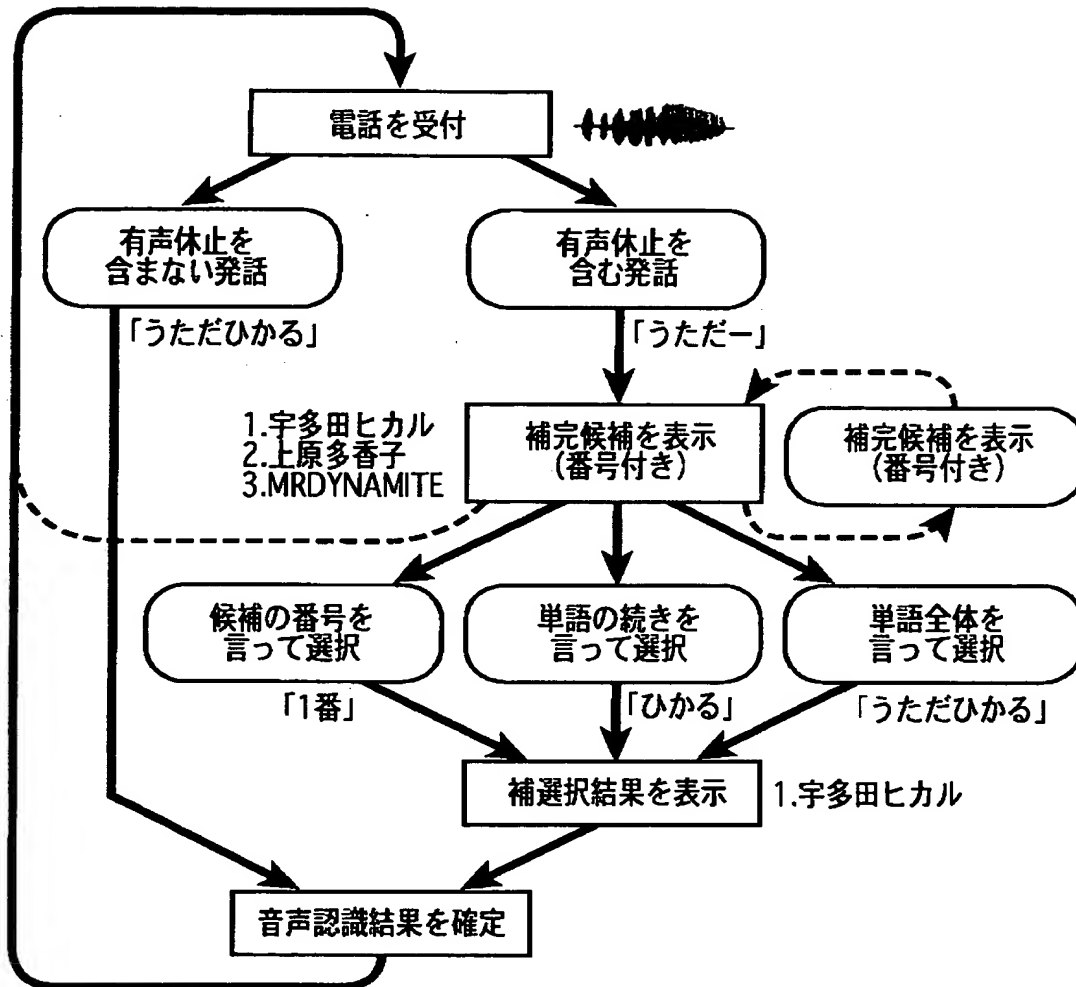 電話を受付
有声休止を
含まない発話
有声休止を
含む発話
「うただひかる」
「うただー」
1.宇多田ヒカル
2.上原多香子
3.MRDYNAMITE
補完候補を表示
(番号付き)
補完候補を表示
(番号付き)
候補の番号を
言って選択
単語の続きを
言って選択
単語全体を
言って選択
「1番」
「ひかる」
「うただひかる」
補選択結果を表示
1.宇多田ヒカル
音声認識結果を確定